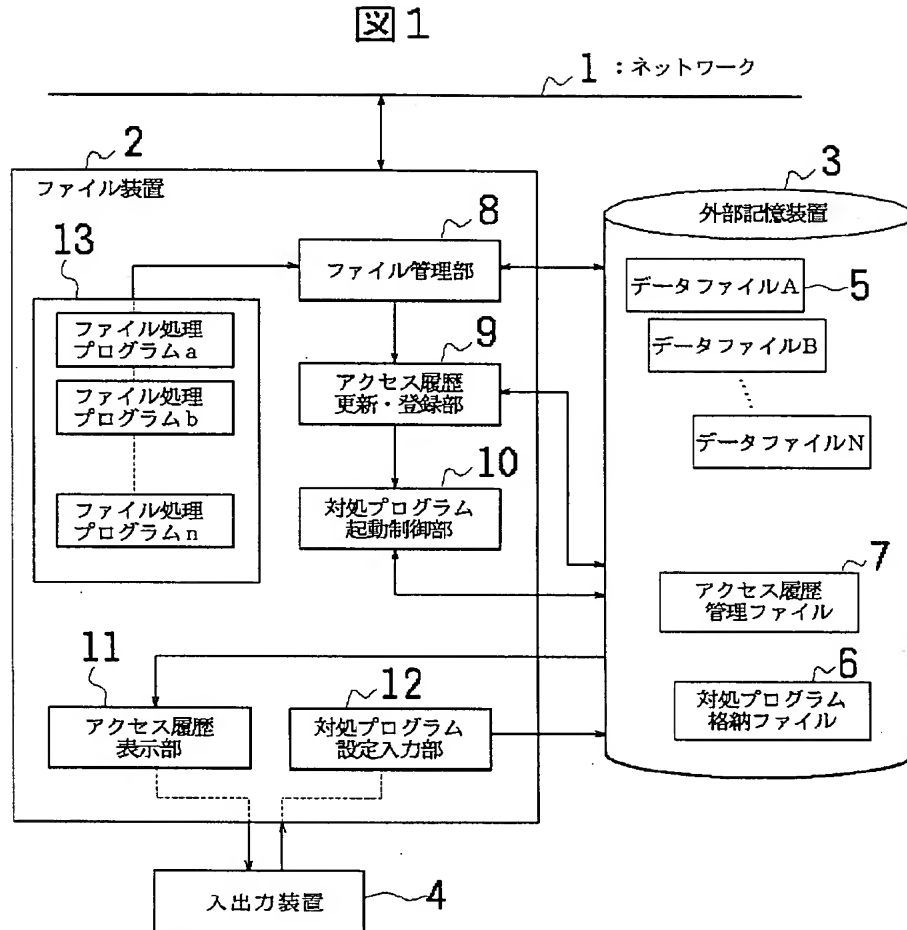 図1
1:ネットワーク
2
ファイル装置
3
外部記憶装置
8
ファイル管理部
13
データファイルA
5
ファイル処理
プログラムa
データファイルB
9
アクセス履歴
更新・登録部
ファイル処理
プログラムb
データファイルN
10
対処プログラム
起動制御部
ファイル処理
プログラムn
7
アクセス履歴
管理ファイル
11
アクセス履歴
表示部
12
対処プログラム
設定入力部
6
対処プログラム
格納ファイル
入出力装置
4